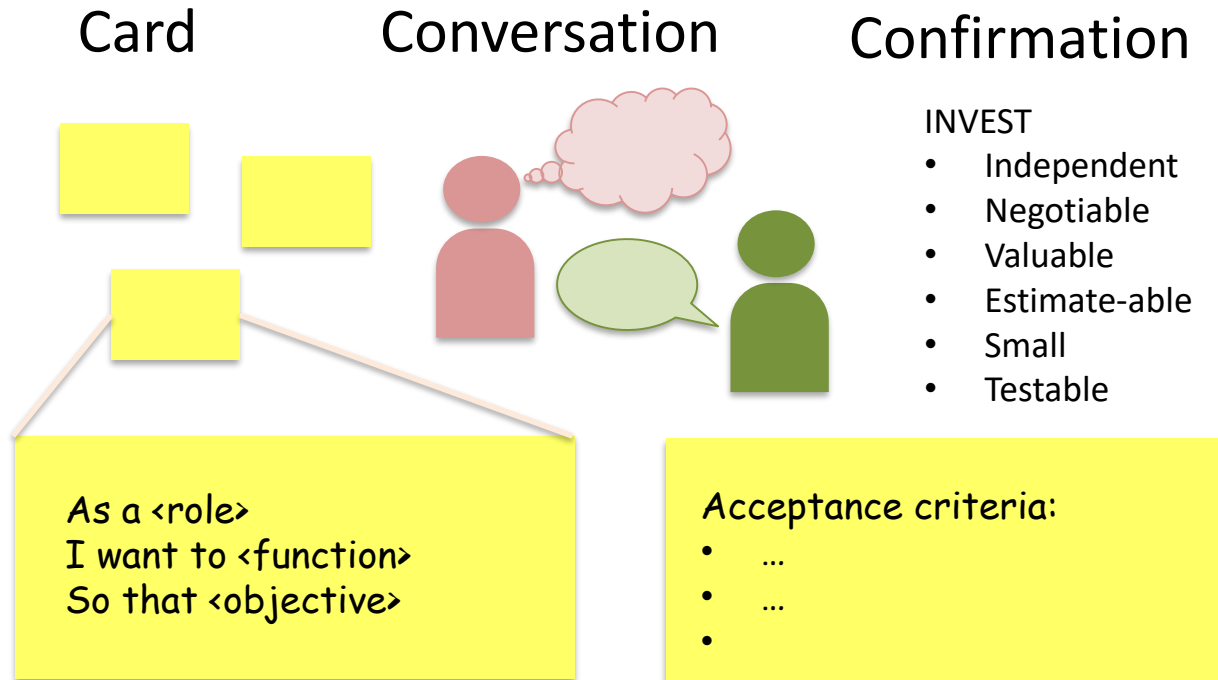 Card
Conversation
Confirmation
INVEST
• Independent
• Negotiable
• Valuable
• Estimate-able
• Small
• Testable
As a <role>
I want to <function>
So that <objective>
Acceptance criteria:
• ...
• ...
•